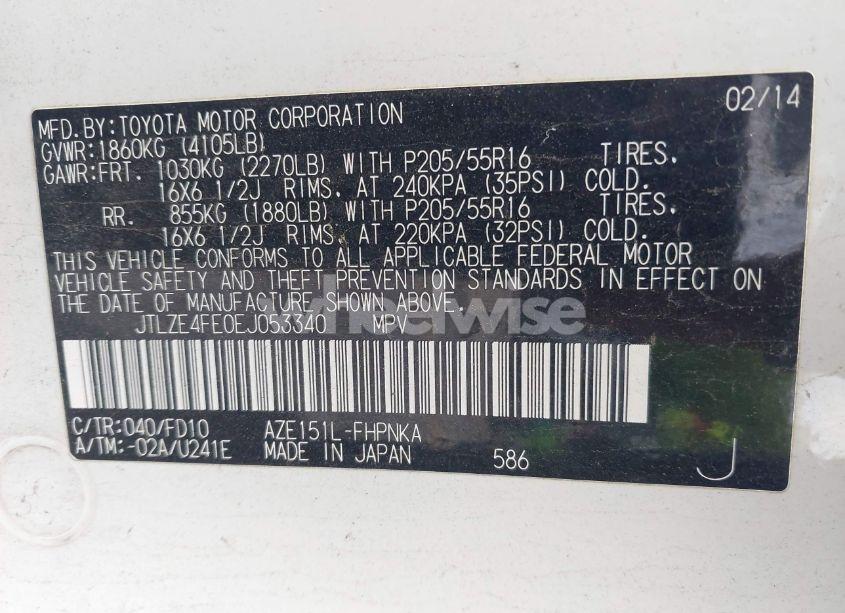 02/14
MFD.BY:TOYOTA MOTOR CORPORATION
GVWR:1860KG (4105LB)
GAWR:FRT. 1030KG (2270LB) WITH P205/55R16 TIRES.
16X6 1/2J RIMS. AT 240KPA (35PSI) COLD.
RR. 855KG (1880LB) WITH P205/55R16 TIRES.
16X6 1/2J RIMS. AT 220KPA (32PSI) COLD.
THIS VEHICLE CONFORMS TO ALL APPLICABLE FEDERAL MOTOR
VEHICLE SAFETY AND THEFT PREVENTION STANDARDS IN EFFECT ON
THE DATE OF MANUFACTURE SHOWN ABOVE.
JTLZE4FE0EJ053340 MPV
C/TR:040/FD10 AZE151L-FHPNKA
A/TM:-02A/U241E MADE IN JAPAN 586
J